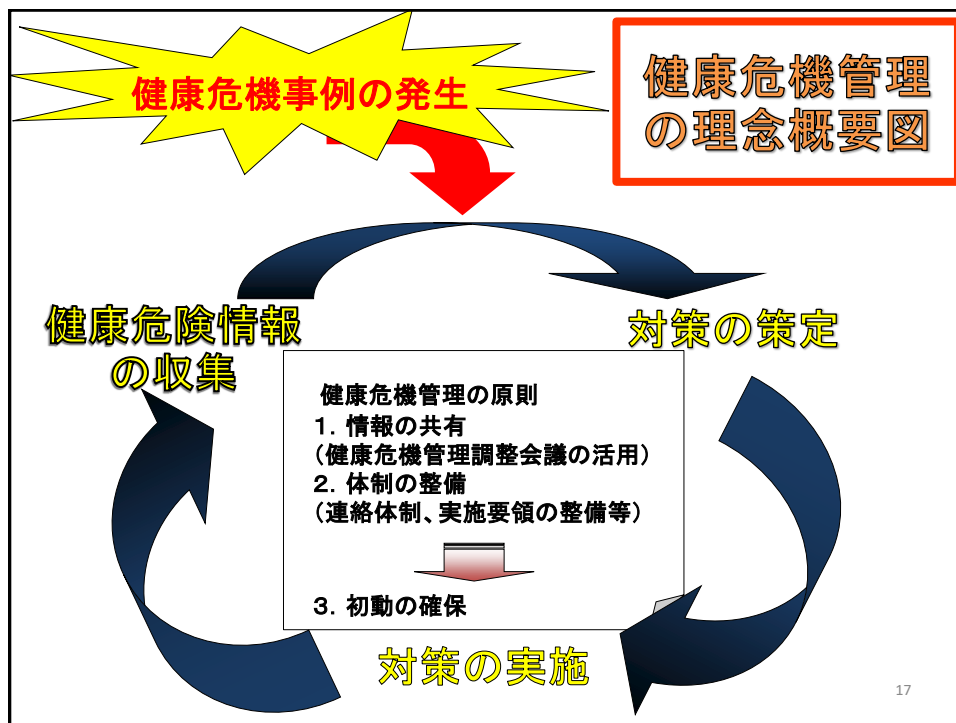 健康危機事例の発生
健康危機管理
の理念概要図
健康危険情報
の収集
対策の策定
健康危機管理の原則
１．情報の共有
（健康危機管理調整会議の活用）
２．体制の整備
（連絡体制、実施要領の整備等）
３．初動の確保
対策の実施
17